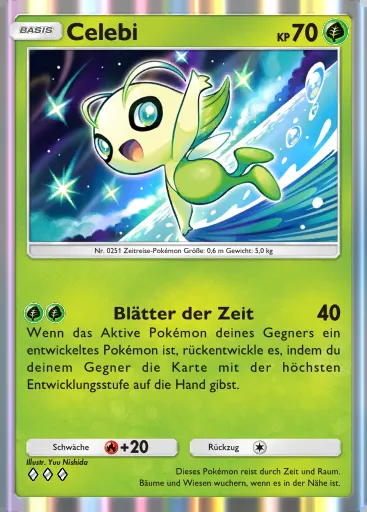 BASIS Celebi KP 70
Nr. 0251 Zeitreise-Pokémon Größe: 0,6 m Gewicht: 5,0 kg
Blätter der Zeit 40
Wenn das Aktive Pokémon deines Gegners ein
entwickeltes Pokémon ist, rückentwickle es, indem du
deinem Gegner die Karte mit der höchsten
Entwicklungsstufe auf die Hand gibst.
Schwäche +20 Rückzug
Illustr. Yuu Nishida
Dieses Pokémon reist durch Zeit und Raum.
Bäume und Wiesen wuchern, wenn es in der Nähe ist.